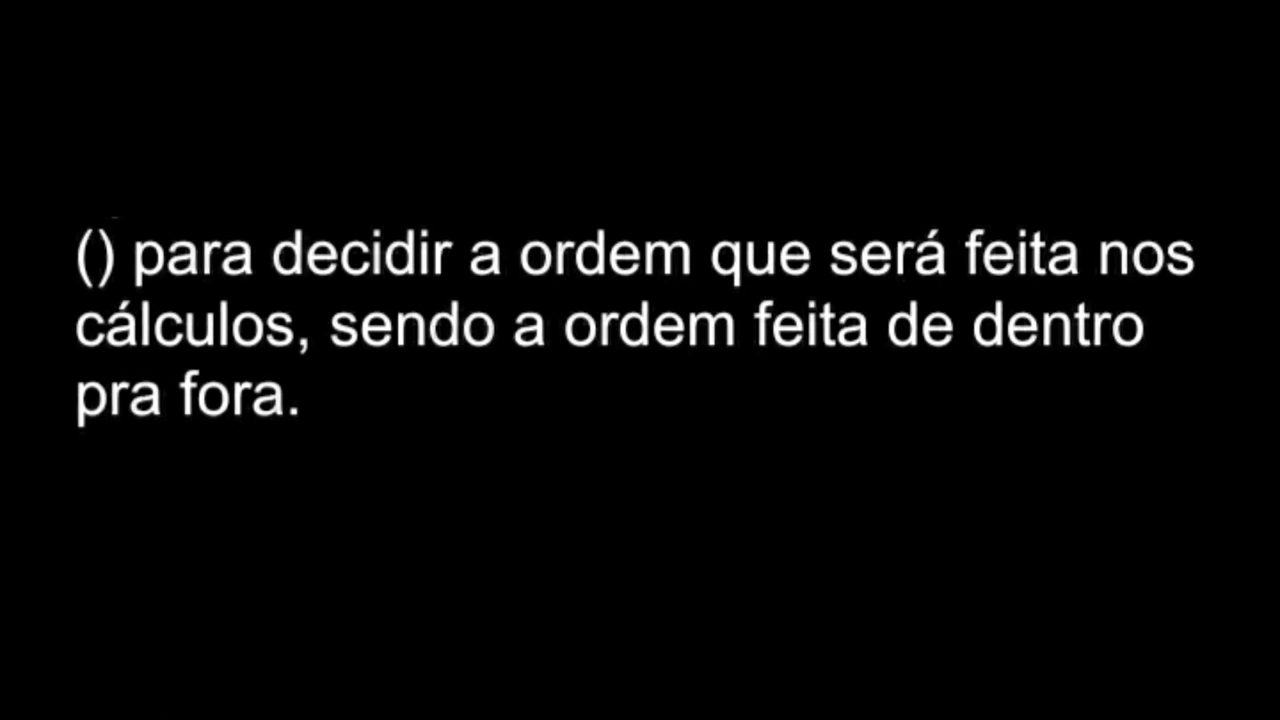 () para decidir a ordem que será feita nos
cálculos, sendo a ordem feita de dentro
pra fora.